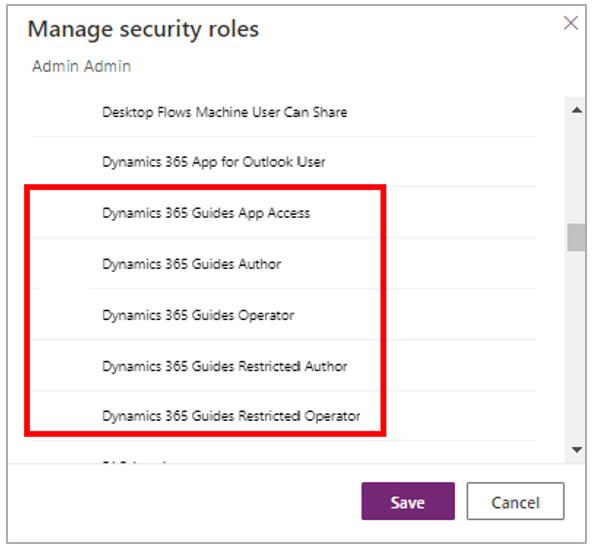 Manage security roles
Admin Admin
Desktop Flows Machine User Can Share
Dynamics 365 App for Outlook User
Dynamics 365 Guides App Access
Dynamics 365 Guides Author
Dynamics 365 Guides Operator
Dynamics 365 Guides Restricted Author
Dynamics 365 Guides Restricted Operator
Save
Cancel